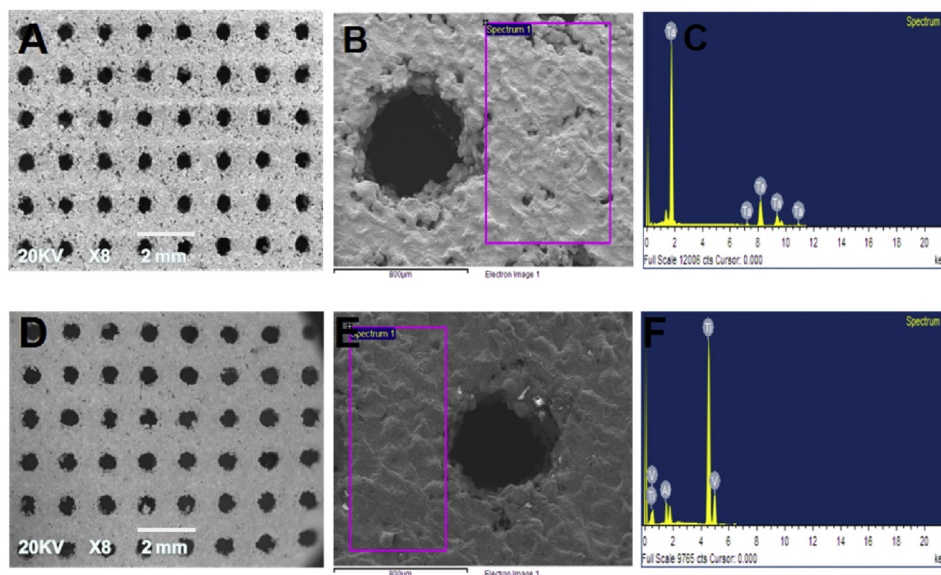 A
20KV X8 2 mm
B
Spectrum 1
800μm Electron Image 1
C
Spectrum
Ta
Ta
Ta
Ta
Ta
0 2 4 6 8 10 12 14 16 18 20
Full Scale 12006 cts Cursor: 0.000 ke
D
20KV X8 2 mm
E
Spectrum 1
800μm Electron Image 1
F
Spectrum
Ti
V
Ti
Al
V
0 2 4 6 8 10 12 14 16 18 20
Full Scale 9765 cts Cursor: 0.000 ke